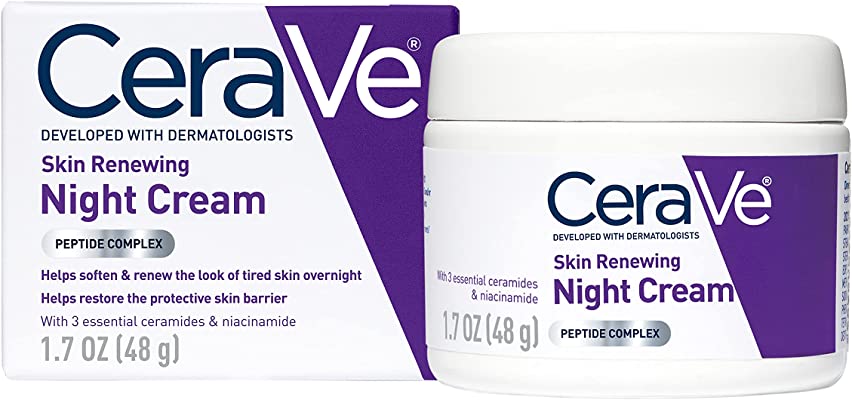 CeraVe®
DEVELOPED WITH DERMATOLOGISTS
Skin Renewing
Night Cream
PEPTIDE COMPLEX
Helps soften & renew the look of tired skin overnight
Helps restore the protective skin barrier
With 3 essential ceramides & niacinamide
1.7 OZ (48 g)
CeraVe®
DEVELOPED WITH DERMATOLOGISTS
Skin Renewing
Night Cream
PEPTIDE COMPLEX
With 3 essential ceramides
& niacinamide
1.7 OZ (48 g)